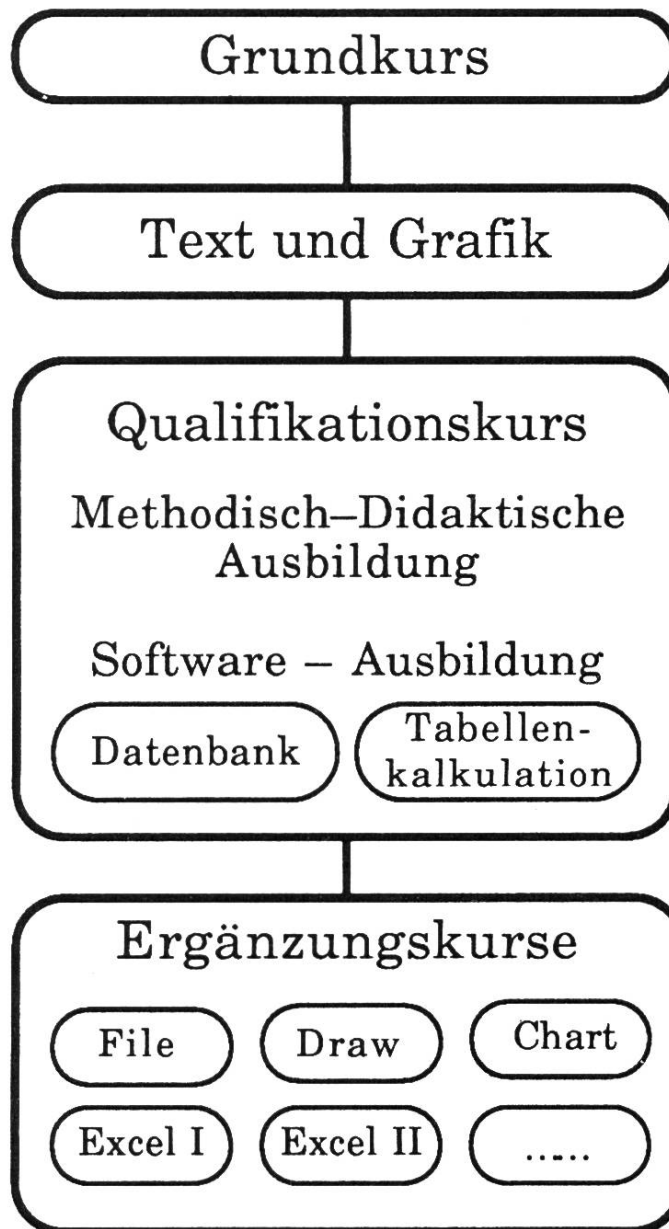 Grundkurs
Text und Grafik
Qualifikationskurs
Methodisch–Didaktische
Ausbildung
Software – Ausbildung
Datenbank
Tabellen-
kalkulation
Ergänzungskurse
File
Draw
Chart
Excel I
Excel II
......